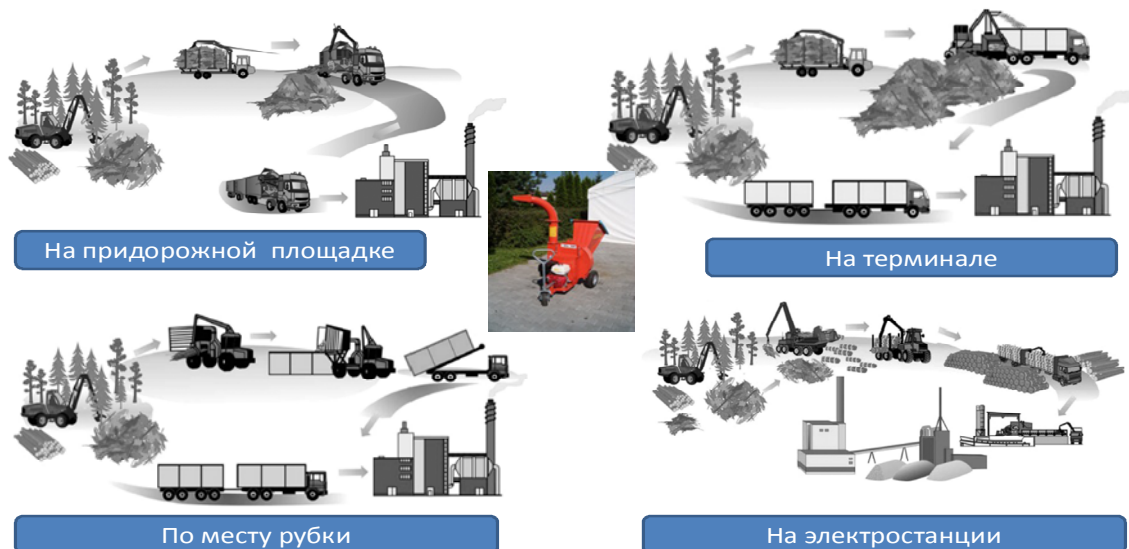 На придорожной площадке
На терминале
По месту рубки
На электростанции